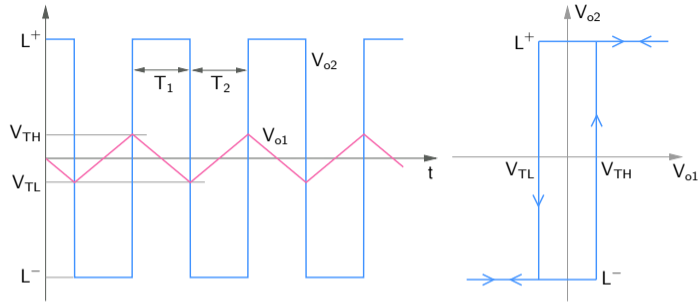 L⁺
V_TH
V_TL
L⁻
T₁
T₂
V_o2
V_o1
t
V_o2
L⁺
V_TL
V_TH
V_o1
L⁻